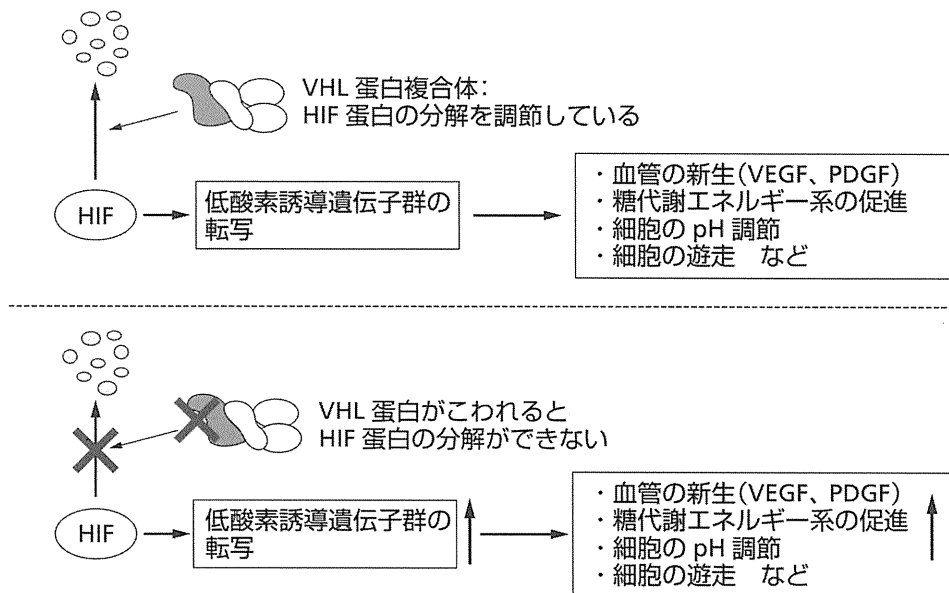 VHL 蛋白複合体：
HIF 蛋白の分解を調節している
HIF
低酸素誘導遺伝子群の
転写
・血管の新生（VEGF、PDGF）
・糖代謝エネルギー系の促進
・細胞の pH 調節
・細胞の遊走　など
VHL 蛋白がこわれると
HIF 蛋白の分解ができない
HIF
低酸素誘導遺伝子群の
転写
・血管の新生（VEGF、PDGF）
・糖代謝エネルギー系の促進
・細胞の pH 調節
・細胞の遊走　など